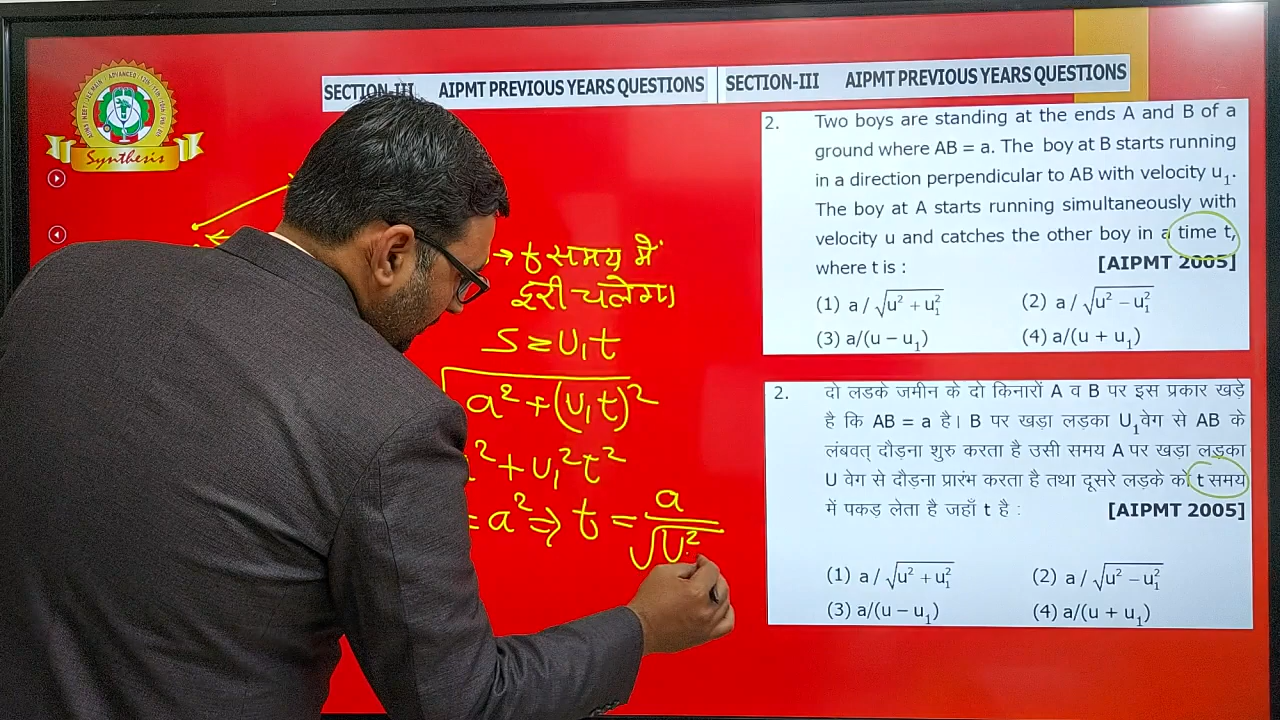 SECTION-III AIPMT PREVIOUS YEARS QUESTIONS
SECTION-III AIPMT PREVIOUS YEARS QUESTIONS
Synthesis
→ t समय में
दूरी चलेगा।
S = U₁t
a² + (U₁t)²
² + U₁²t²
= a² ⇒ t = a
√U²
2. Two boys are standing at the ends A and B of a
ground where AB = a. The boy at B starts running
in a direction perpendicular to AB with velocity u₁.
The boy at A starts running simultaneously with
velocity u and catches the other boy in a time t,
where t is : [AIPMT 2005]
(1) a / √u² + u₁² (2) a / √u² − u₁²
(3) a/(u − u₁) (4) a/(u + u₁)
2. दो लडके जमीन के दो किनारों A व B पर इस प्रकार खड़े
है कि AB = a है। B पर खड़ा लड़का U₁वेग से AB के
लंबवत् दौड़ना शुरु करता है उसी समय A पर खड़ा लड़का
U वेग से दौड़ना प्रारंभ करता है तथा दूसरे लड़के को t समय
में पकड़ लेता है जहाँ t है : [AIPMT 2005]
(1) a / √u² + u₁² (2) a / √u² − u₁²
(3) a/(u − u₁) (4) a/(u + u₁)